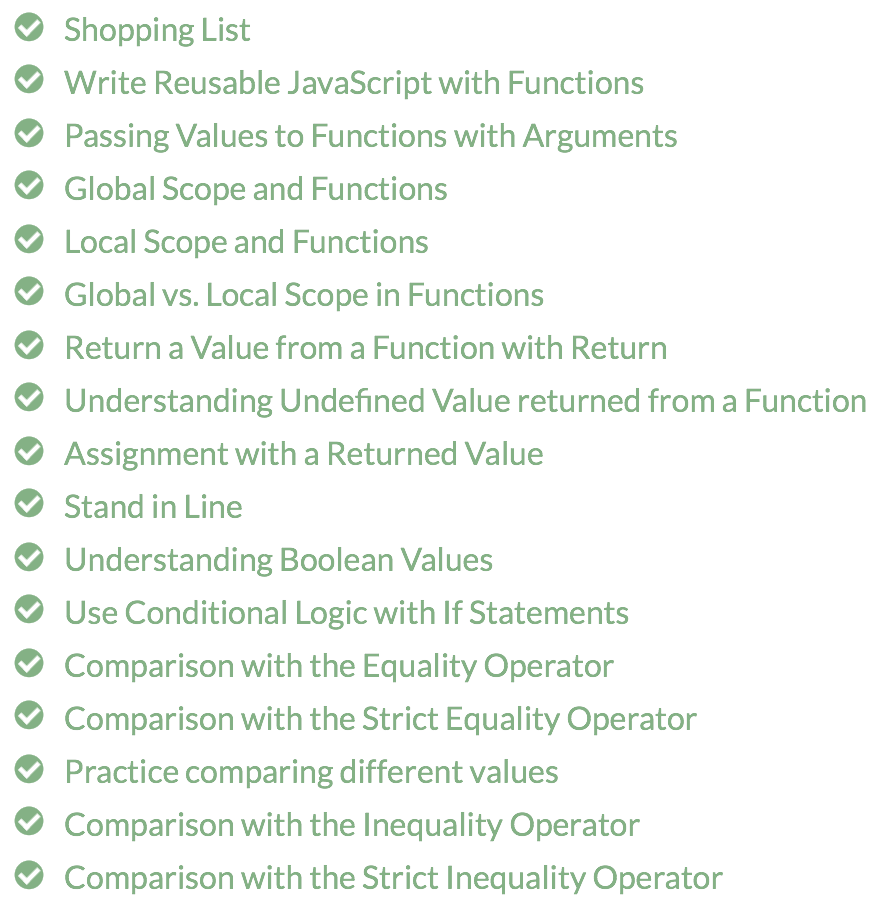 Shopping List
Write Reusable JavaScript with Functions
Passing Values to Functions with Arguments
Global Scope and Functions
Local Scope and Functions
Global vs. Local Scope in Functions
Return a Value from a Function with Return
Understanding Undefined Value returned from a Function
Assignment with a Returned Value
Stand in Line
Understanding Boolean Values
Use Conditional Logic with If Statements
Comparison with the Equality Operator
Comparison with the Strict Equality Operator
Practice comparing different values
Comparison with the Inequality Operator
Comparison with the Strict Inequality Operator